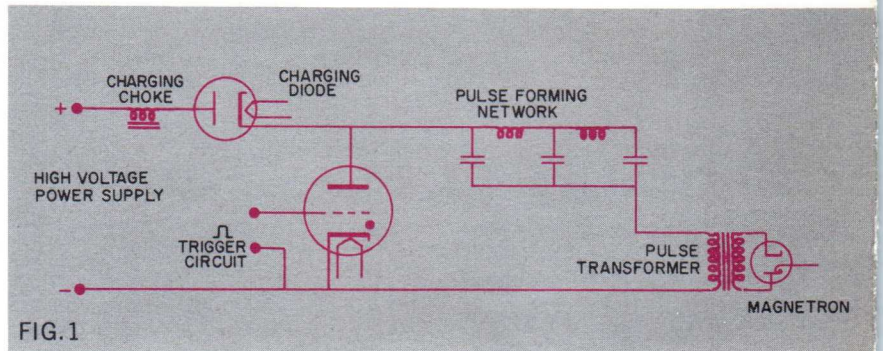 CHARGING
CHOKE
CHARGING
DIODE
PULSE FORMING
NETWORK
+
HIGH VOLTAGE
POWER SUPPLY
TRIGGER
CIRCUIT
PULSE
TRANSFORMER
-
MAGNETRON
FIG.1